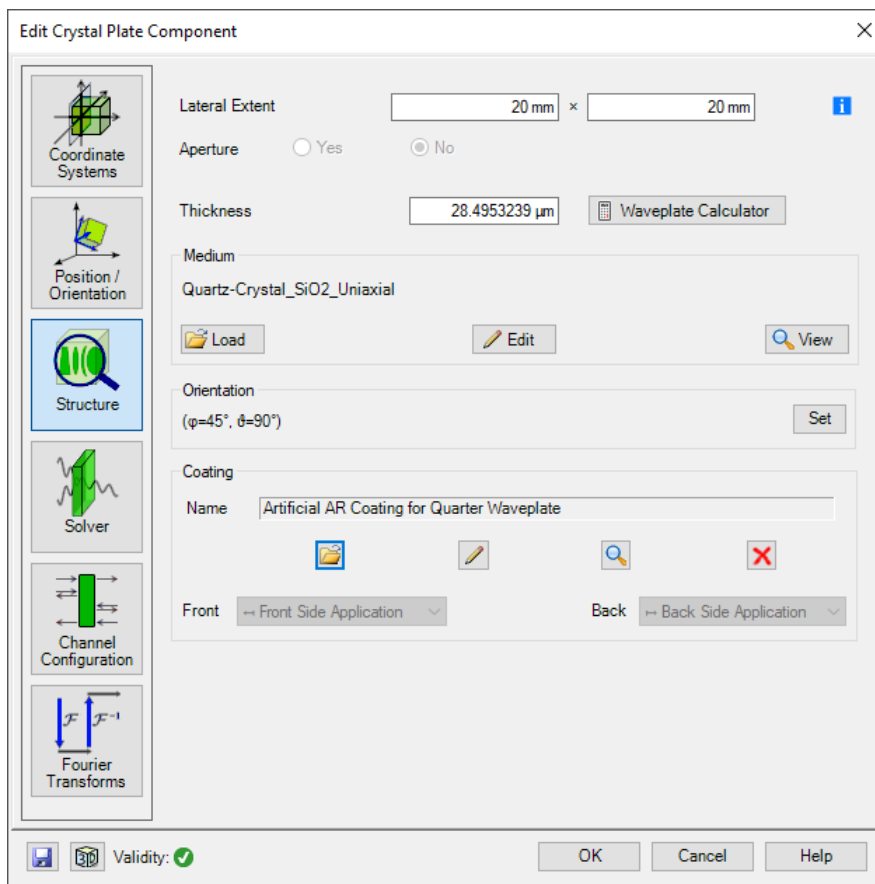 Edit Crystal Plate Component
Coordinate
Systems
Position /
Orientation
Structure
Solver
Channel
Configuration
ℱ ℱ⁻¹
Fourier
Transforms
Lateral Extent 20 mm × 20 mm
Aperture Yes No
Thickness 28.4953239 µm Waveplate Calculator
Medium
Quartz-Crystal_SiO2_Uniaxial
Load Edit View
Orientation
(φ=45°, ϑ=90°) Set
Coating
Name Artificial AR Coating for Quarter Waveplate
Front ↤ Front Side Application Back ↦ Back Side Application
3D Validity: OK Cancel Help